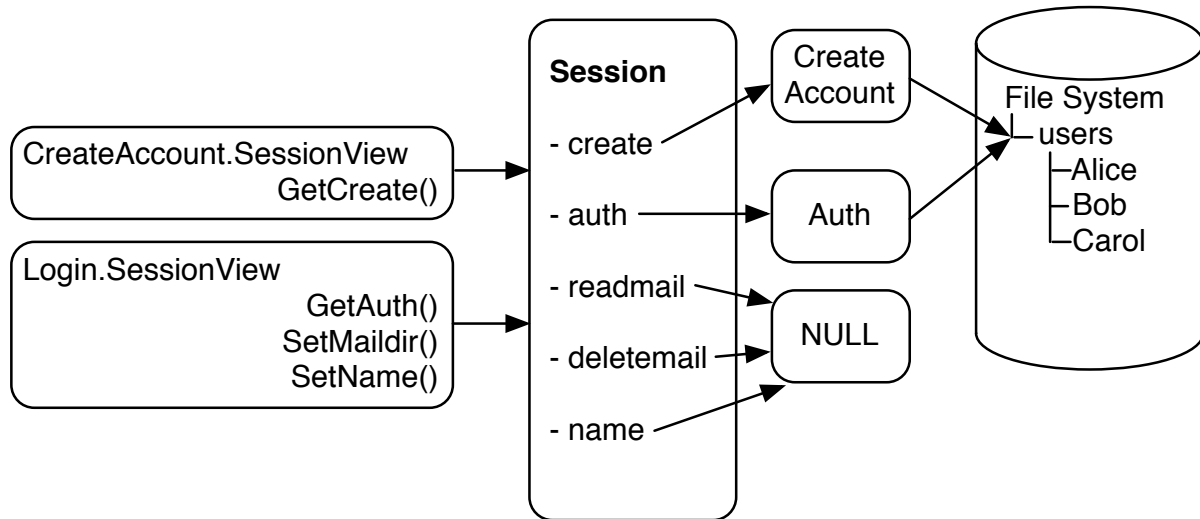 CreateAccount.SessionView
GetCreate()
Login.SessionView
GetAuth()
SetMaildir()
SetName()
Session
- create
- auth
- readmail
- deletemail
- name
Create
Account
Auth
NULL
File System
users
Alice
Bob
Carol